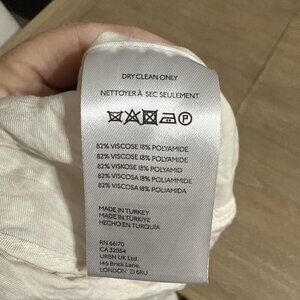 DRY CLEAN ONLY
NETTOYER À SEC SEULEMENT
P
82% VISCOSE 18% POLYAMIDE
82% VISCOSE 18% POLYAMIDE
82% VISKOSE 18% POLYAMID
82% VISCOSA 18% POLIAMMIDE
82% VISCOSA 18% POLIAMIDA
MADE IN TURKEY
MADE IN TÜRKIYE
HECHO EN TURQUÍA
RN 66170
CA 32054
URBN UK Ltd.
146 Brick Lane,
LONDON 6RU